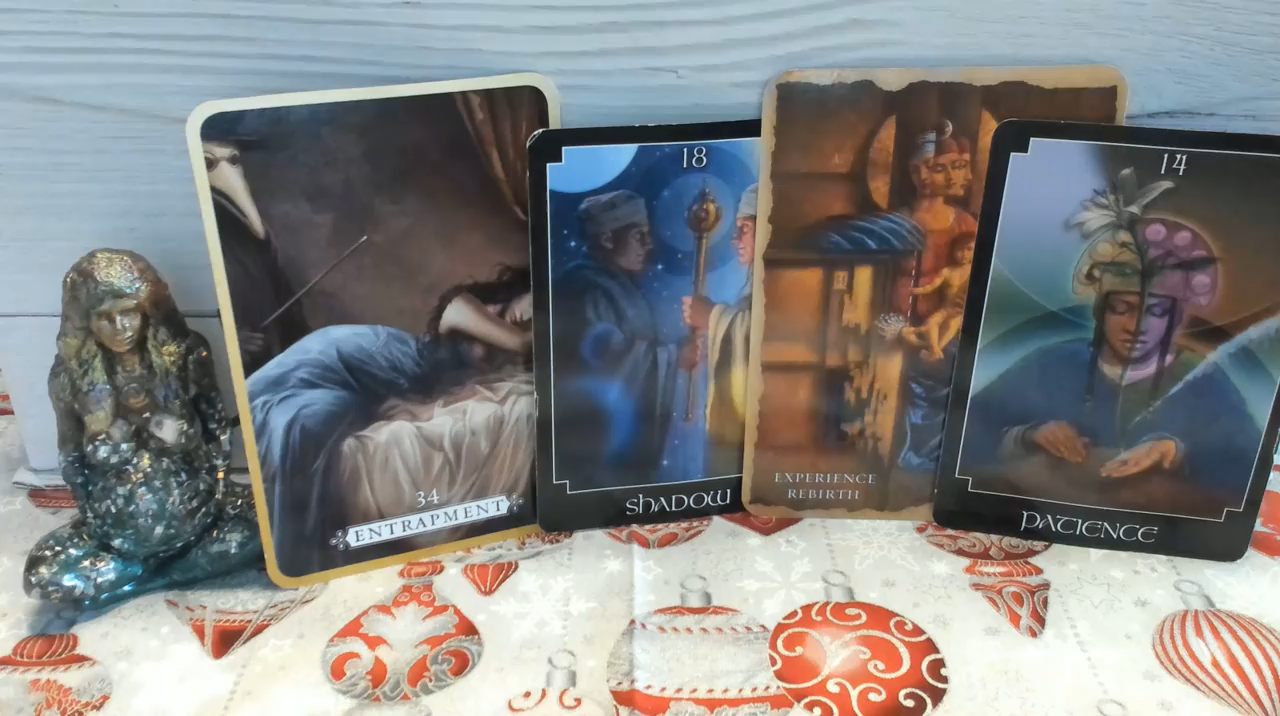 34
ENTRAPMENT
18
SHADOW
EXPERIENCE
REBIRTH
14
PATIENCE